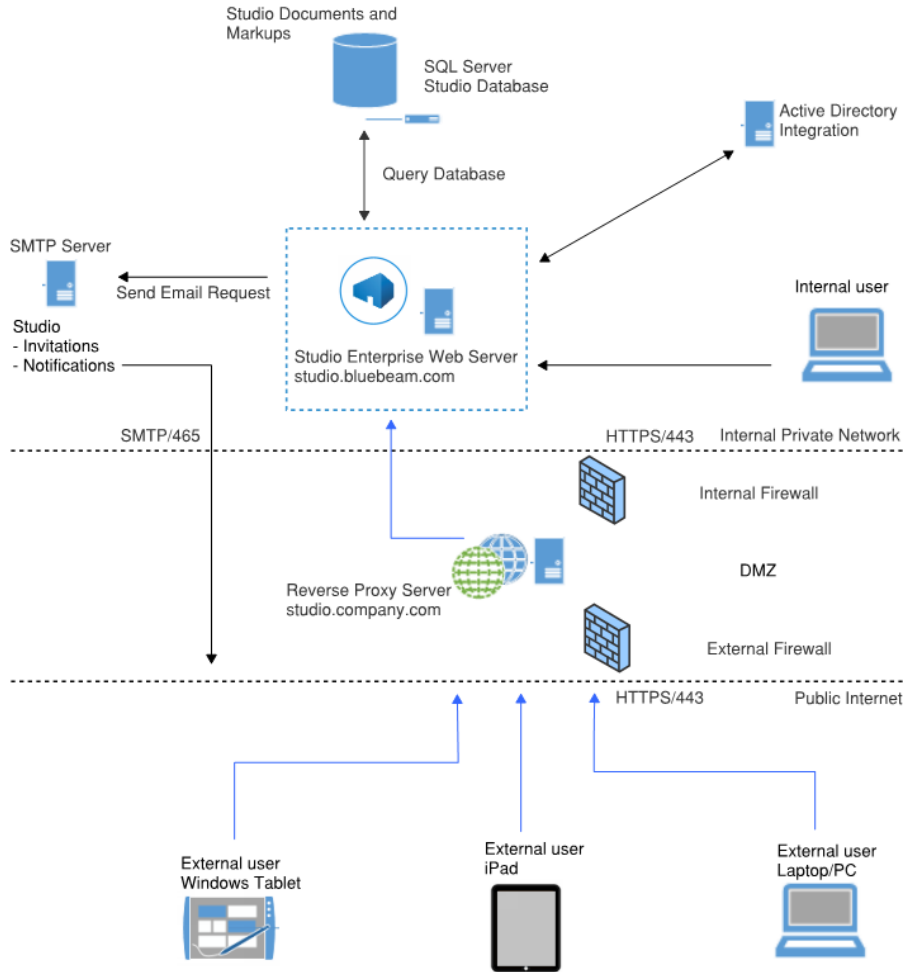 Studio Documents and
Markups
SQL Server
Studio Database
Active Directory
Integration
Query Database
SMTP Server
Send Email Request
Internal user
Studio
- Invitations
- Notifications
Studio Enterprise Web Server
studio.bluebeam.com
SMTP/465
HTTPS/443
Internal Private Network
Internal Firewall
DMZ
Reverse Proxy Server
studio.company.com
External Firewall
HTTPS/443
Public Internet
External user
Windows Tablet
External user
iPad
External user
Laptop/PC